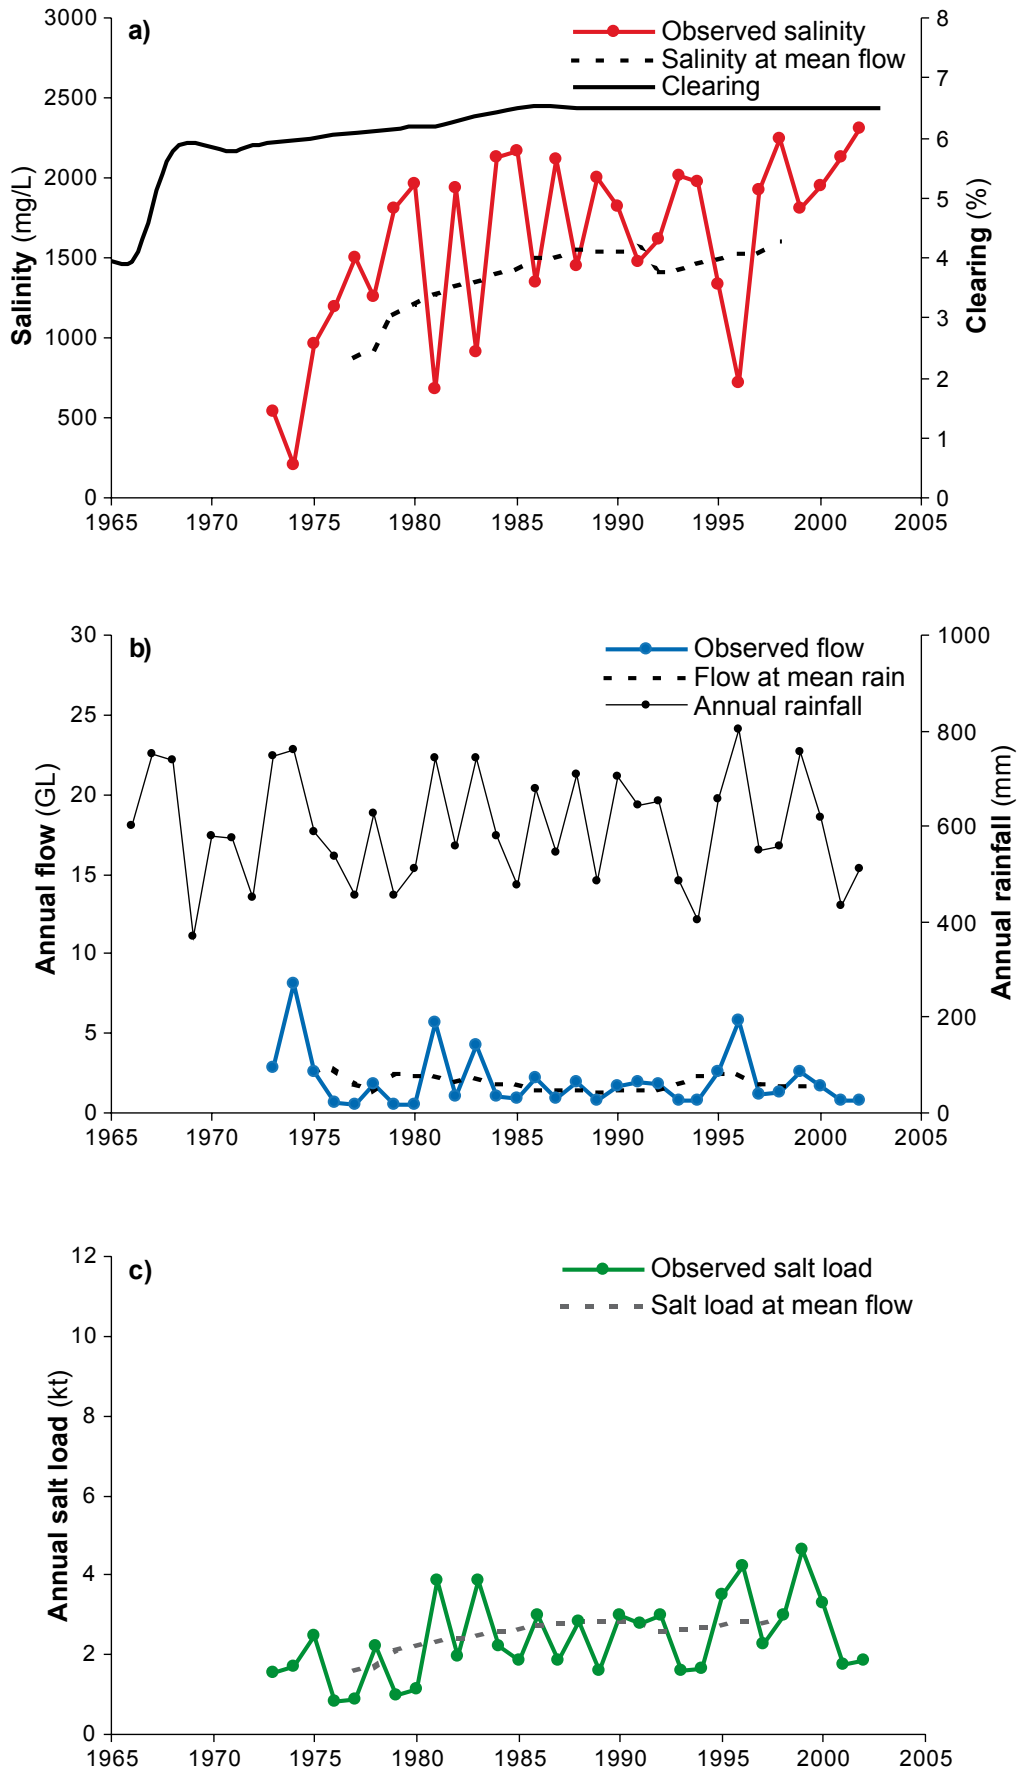 a)
Observed salinity
Salinity at mean flow
Clearing
Salinity (mg/L)
3000
2500
2000
1500
1000
500
0
Clearing (%)
8
7
6
5
4
3
2
1
0
1965 1970 1975 1980 1985 1990 1995 2000 2005
b)
Observed flow
Flow at mean rain
Annual rainfall
Annual flow (GL)
30
25
20
15
10
5
0
Annual rainfall (mm)
1000
800
600
400
200
0
1965 1970 1975 1980 1985 1990 1995 2000 2005
c)
Observed salt load
Salt load at mean flow
Annual salt load (kt)
12
10
8
6
4
2
0
1965 1970 1975 1980 1985 1990 1995 2000 2005